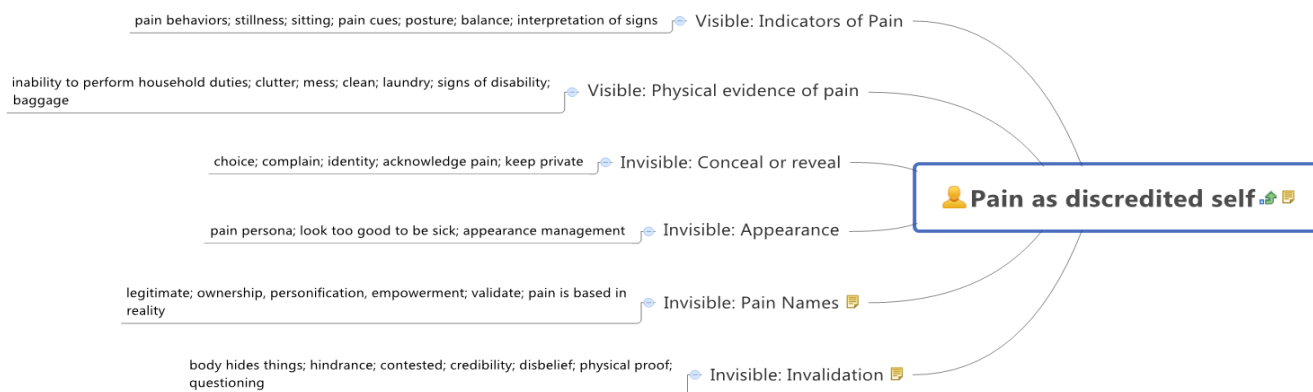 pain behaviors; stillness; sitting; pain cues; posture; balance; interpretation of signs
Visible: Indicators of Pain
inability to perform household duties; clutter; mess; clean; laundry; signs of disability;
baggage
Visible: Physical evidence of pain
choice; complain; identity; acknowledge pain; keep private
Invisible: Conceal or reveal
Pain as discredited self
pain persona; look too good to be sick; appearance management
Invisible: Appearance
legitimate; ownership, personification, empowerment; validate; pain is based in
reality
Invisible: Pain Names
body hides things; hindrance; contested; credibility; disbelief; physical proof;
questioning
Invisible: Invalidation